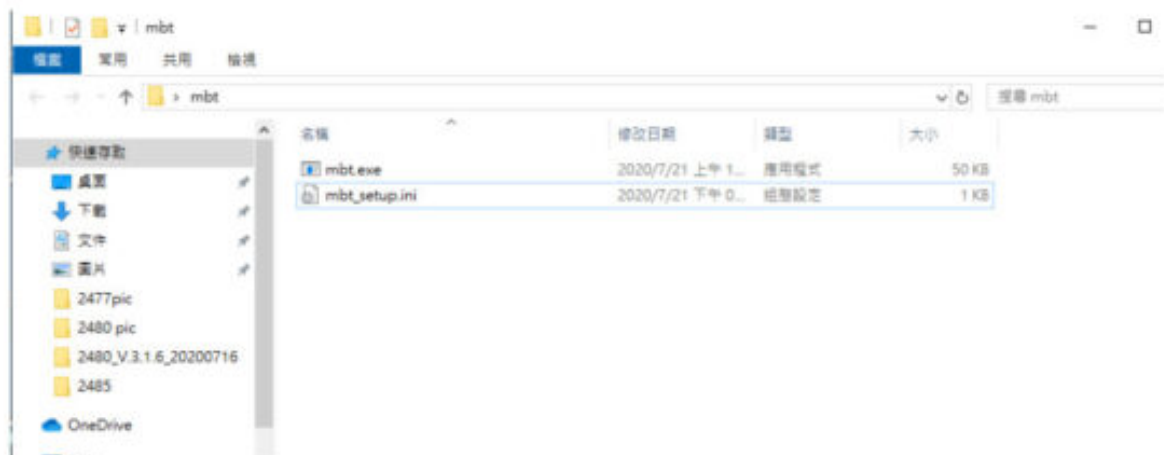 mbt
檔案 常用 共用 檢視
mbt
搜尋 mbt
名稱 修改日期 類型 大小
快速存取
mbt.exe 2020/7/21 上午 1... 應用程式 50 KB
桌面
mbt_setup.ini 2020/7/21 下午 0... 組態設定 1 KB
下載
文件
圖片
2477pic
2480 pic
2480_V.3.1.6_20200716
2485
OneDrive